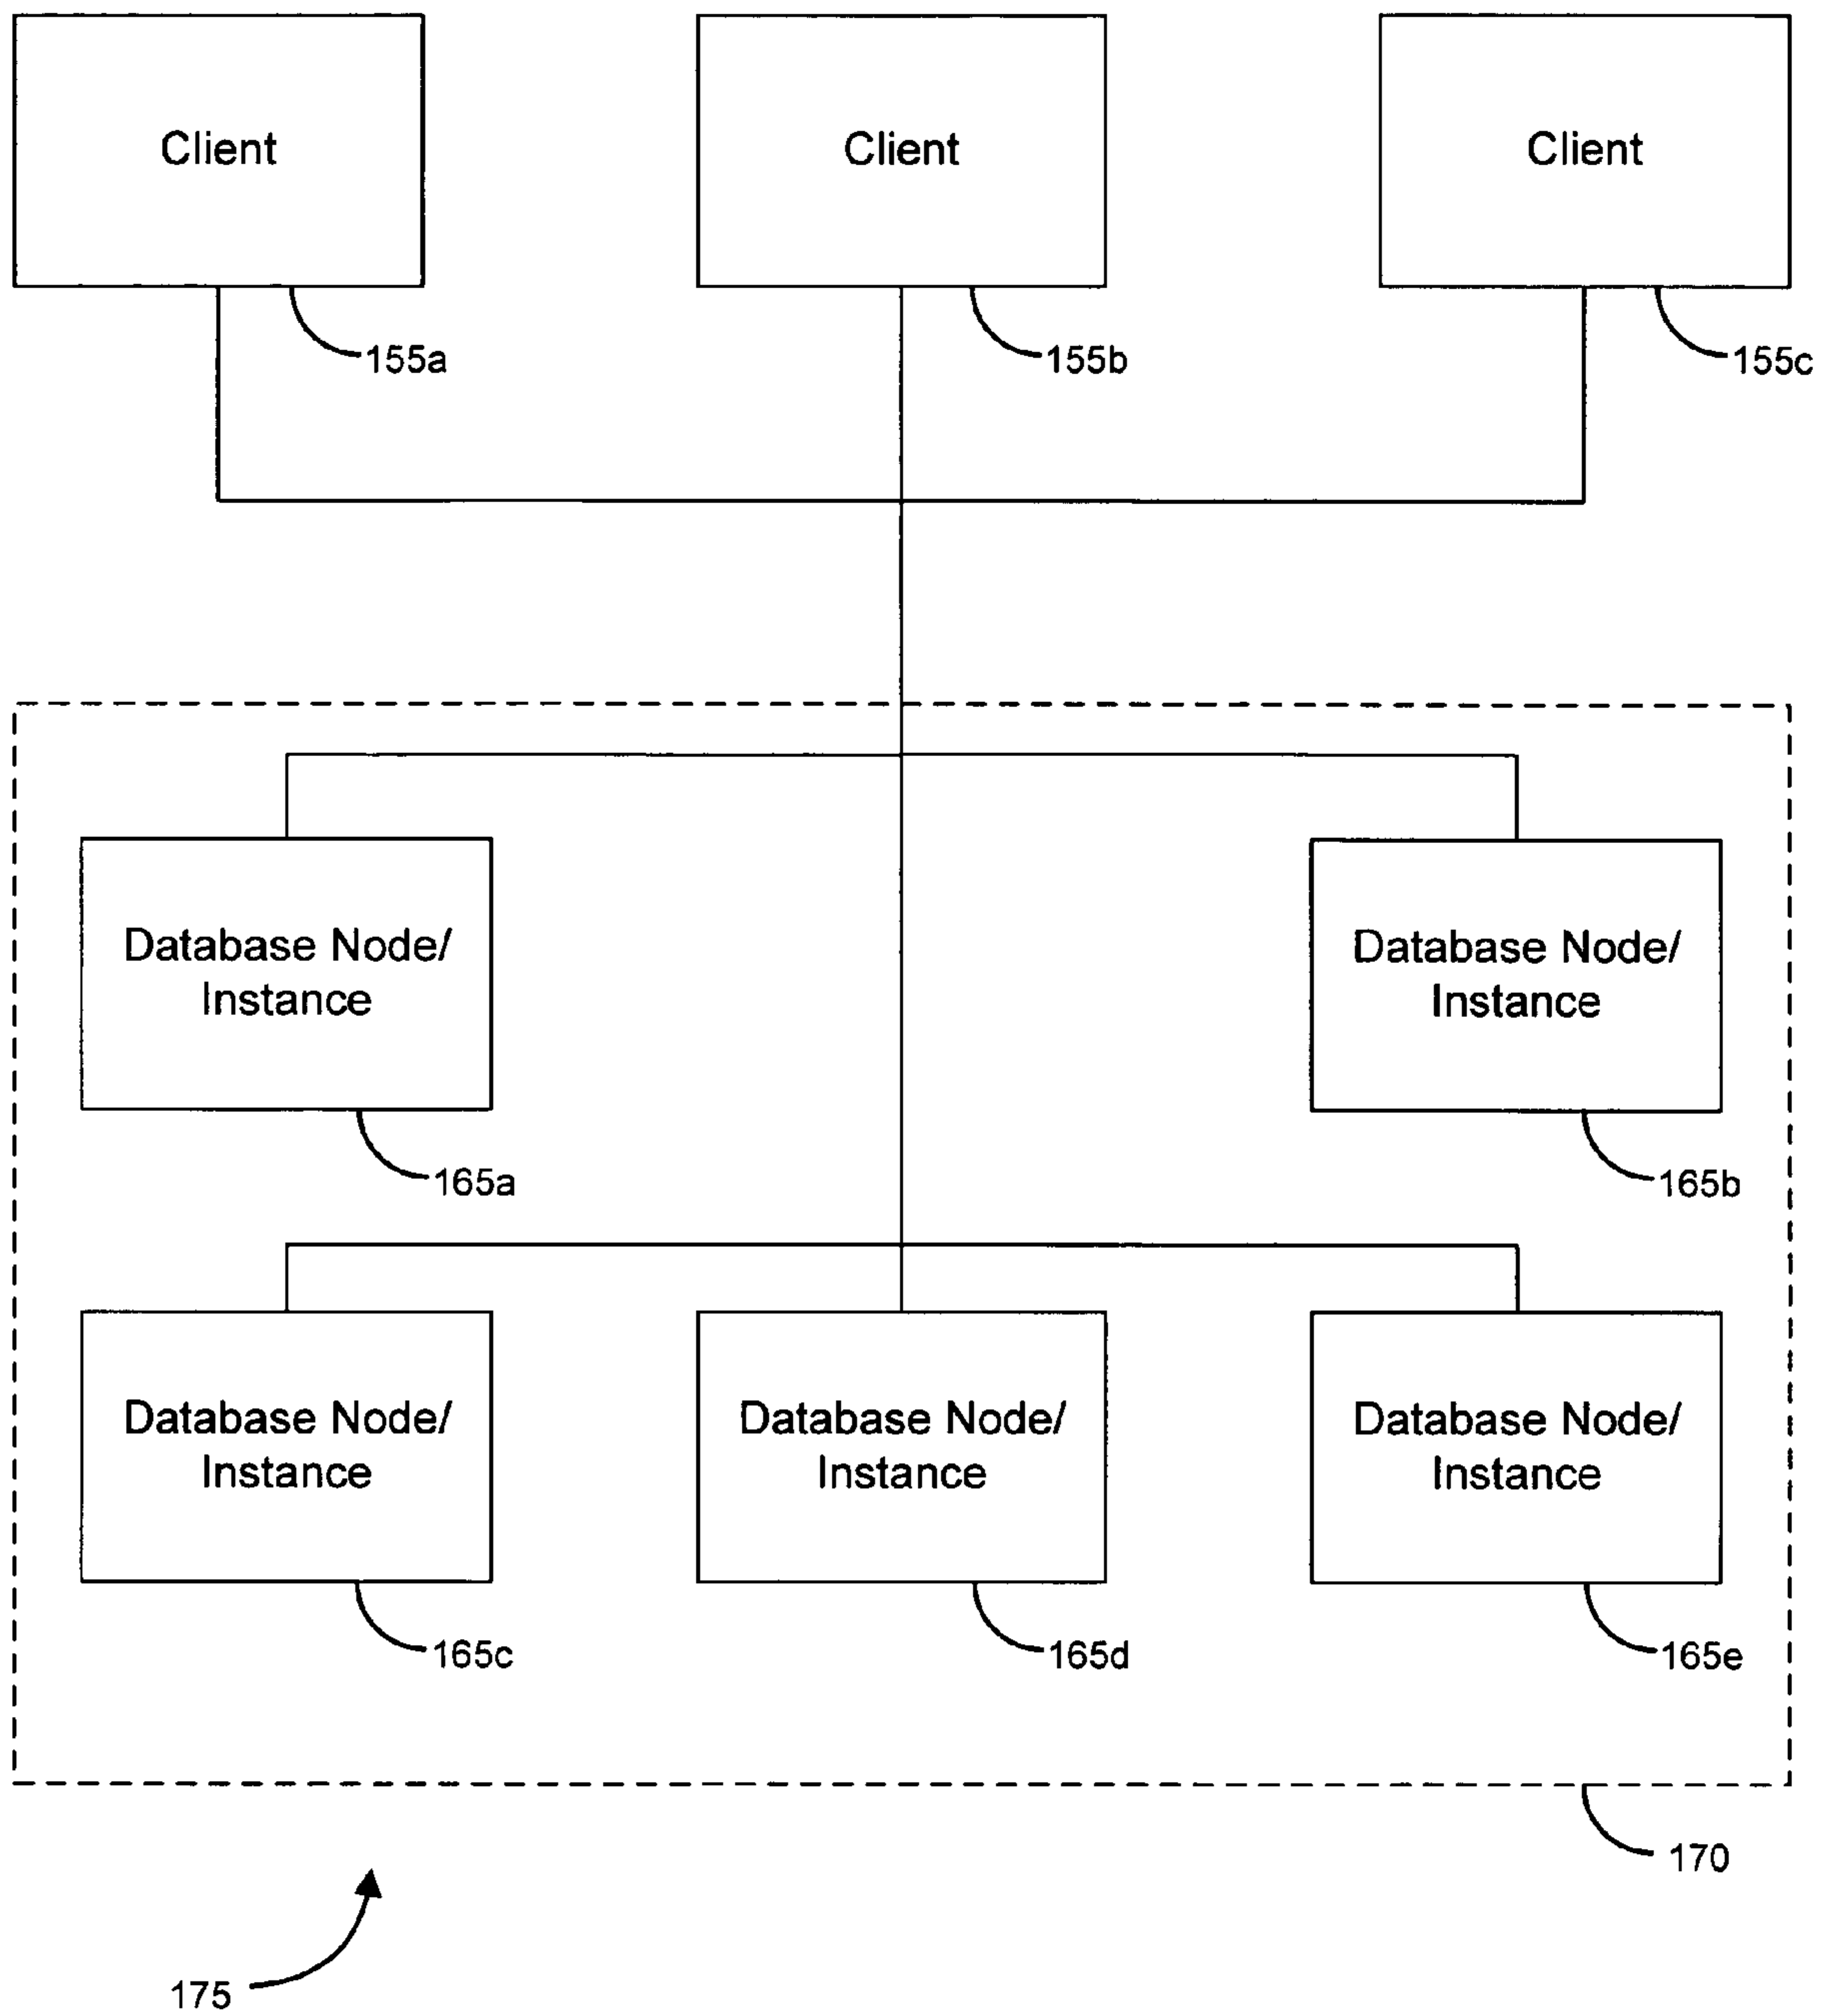 Client
Client
Client
155a
155b
155c
Database Node/
Instance
Database Node/
Instance
165a
165b
Database Node/
Instance
Database Node/
Instance
Database Node/
Instance
165c
165d
165e
170
175